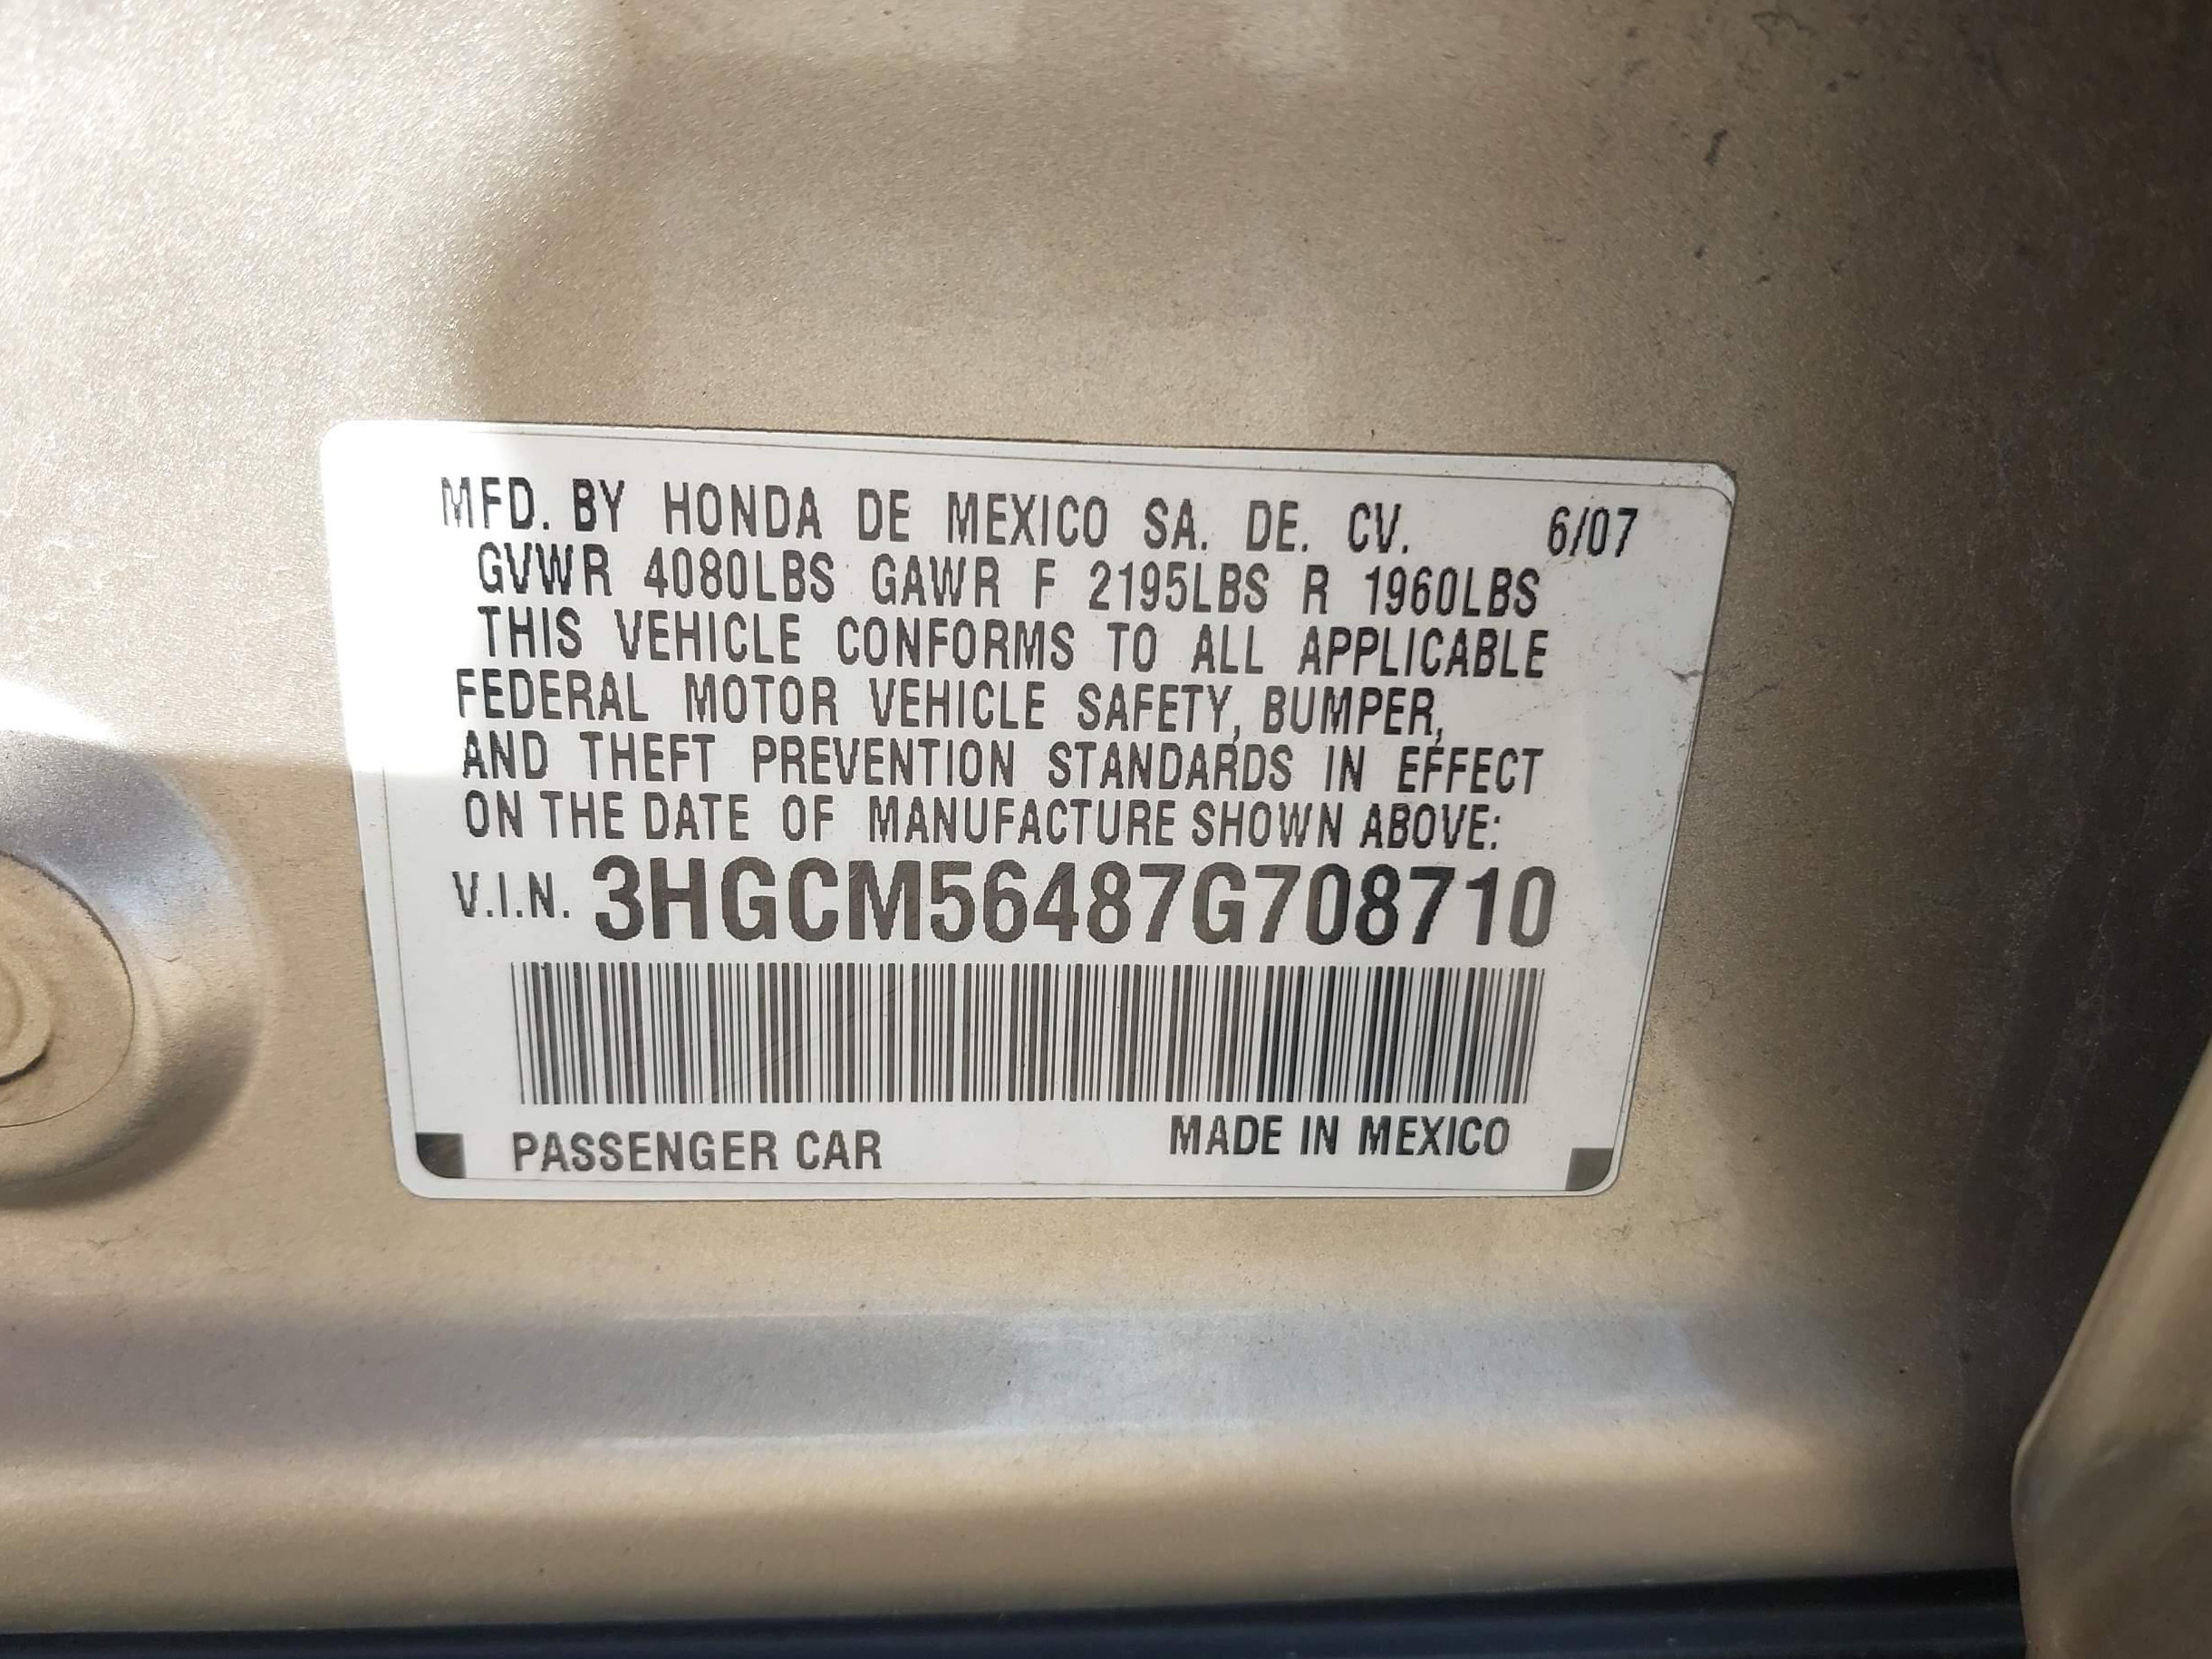 MFD. BY HONDA DE MEXICO SA. DE. CV. 6/07
GVWR 4080LBS GAWR F 2195LBS R 1960LBS
THIS VEHICLE CONFORMS TO ALL APPLICABLE
FEDERAL MOTOR VEHICLE SAFETY, BUMPER,
AND THEFT PREVENTION STANDARDS IN EFFECT
ON THE DATE OF MANUFACTURE SHOWN ABOVE:
V.I.N. 3HGCM56487G708710
PASSENGER CAR MADE IN MEXICO